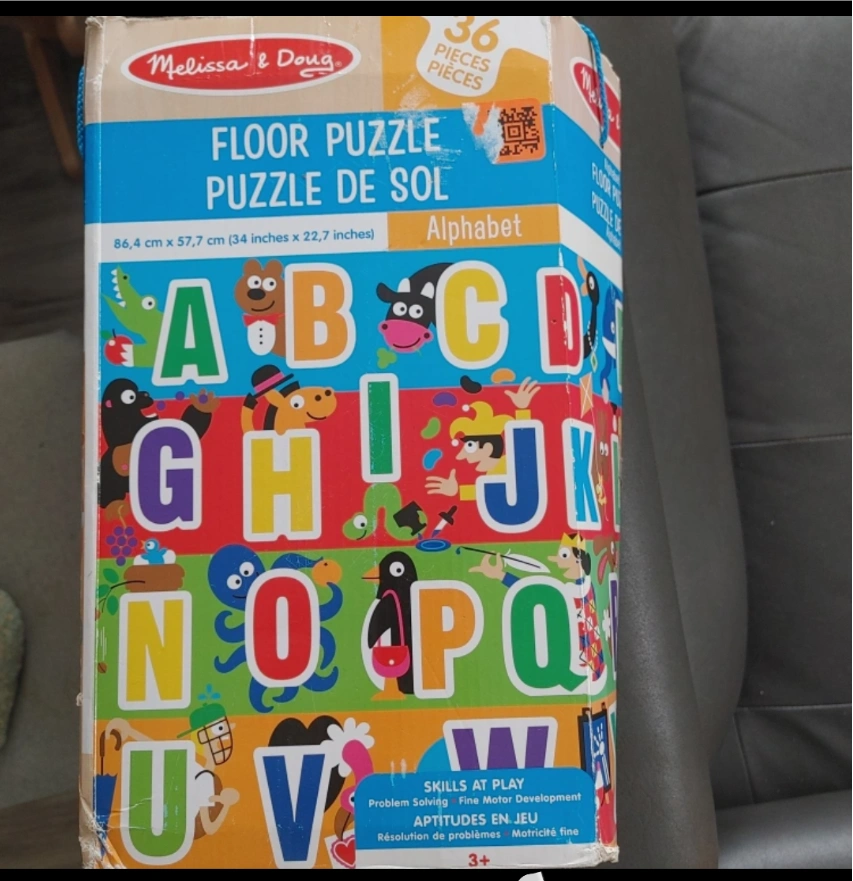 Melissa & Doug
36
PIECES
PIÈCES
FLOOR PUZZLE
PUZZLE DE SOL
86,4 cm x 57,7 cm (34 inches x 22,7 inches)
Alphabet
A B C D
G H I J K
N O P Q
U V W
SKILLS AT PLAY
Problem Solving • Fine Motor Development
APTITUDES EN JEU
Résolution de problèmes • Motricité fine
3+